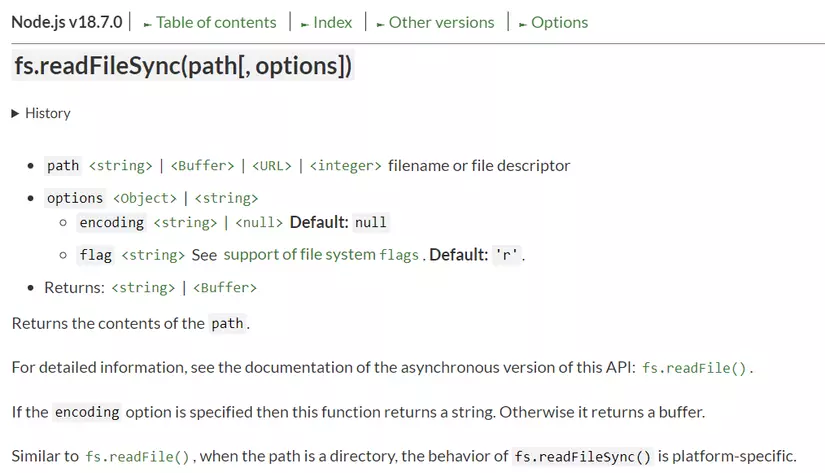 Node.js v18.7.0 | ► Table of contents | ► Index | ► Other versions | ► Options
fs.readFileSync(path[, options])
▶ History
• path <string> | <Buffer> | <URL> | <integer> filename or file descriptor
• options <Object> | <string>
◦ encoding <string> | <null> Default: null
◦ flag <string> See support of file system flags. Default: 'r'.
• Returns: <string> | <Buffer>
Returns the contents of the path.
For detailed information, see the documentation of the asynchronous version of this API: fs.readFile().
If the encoding option is specified then this function returns a string. Otherwise it returns a buffer.
Similar to fs.readFile(), when the path is a directory, the behavior of fs.readFileSync() is platform-specific.